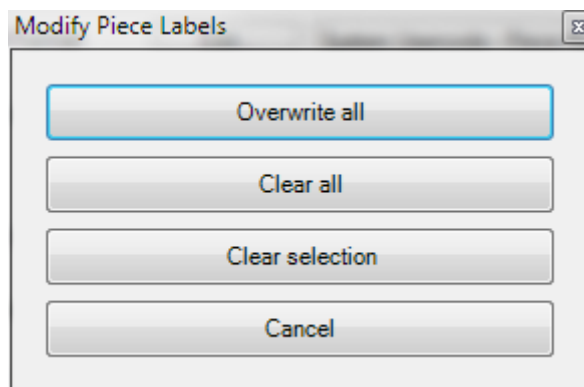 Modify Piece Labels
Overwrite all
Clear all
Clear selection
Cancel